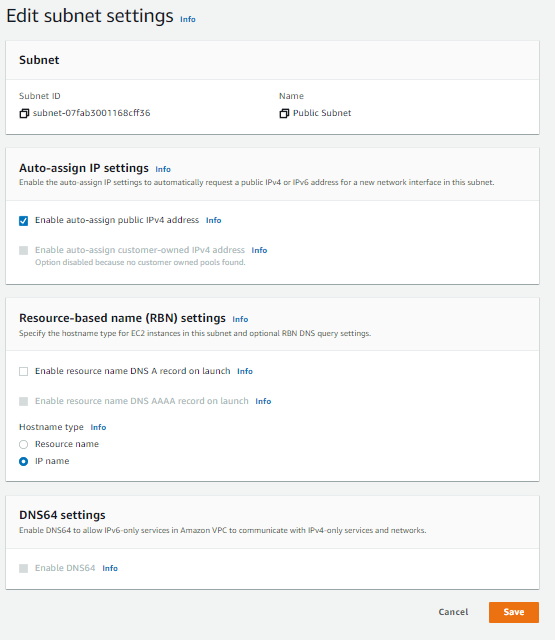 Edit subnet settings Info
Subnet
Subnet ID Name
subnet-07fab3001168cff36 Public Subnet
Auto-assign IP settings Info
Enable the auto-assign IP settings to automatically request a public IPv4 or IPv6 address for a new network interface in this subnet.
Enable auto-assign public IPv4 address Info
Enable auto-assign customer-owned IPv4 address Info
Option disabled because no customer owned pools found.
Resource-based name (RBN) settings Info
Specify the hostname type for EC2 instances in this subnet and optional RBN DNS query settings.
Enable resource name DNS A record on launch Info
Enable resource name DNS AAAA record on launch Info
Hostname type Info
Resource name
IP name
DNS64 settings
Enable DNS64 to allow IPv6-only services in Amazon VPC to communicate with IPv4-only services and networks.
Enable DNS64 Info
Cancel Save